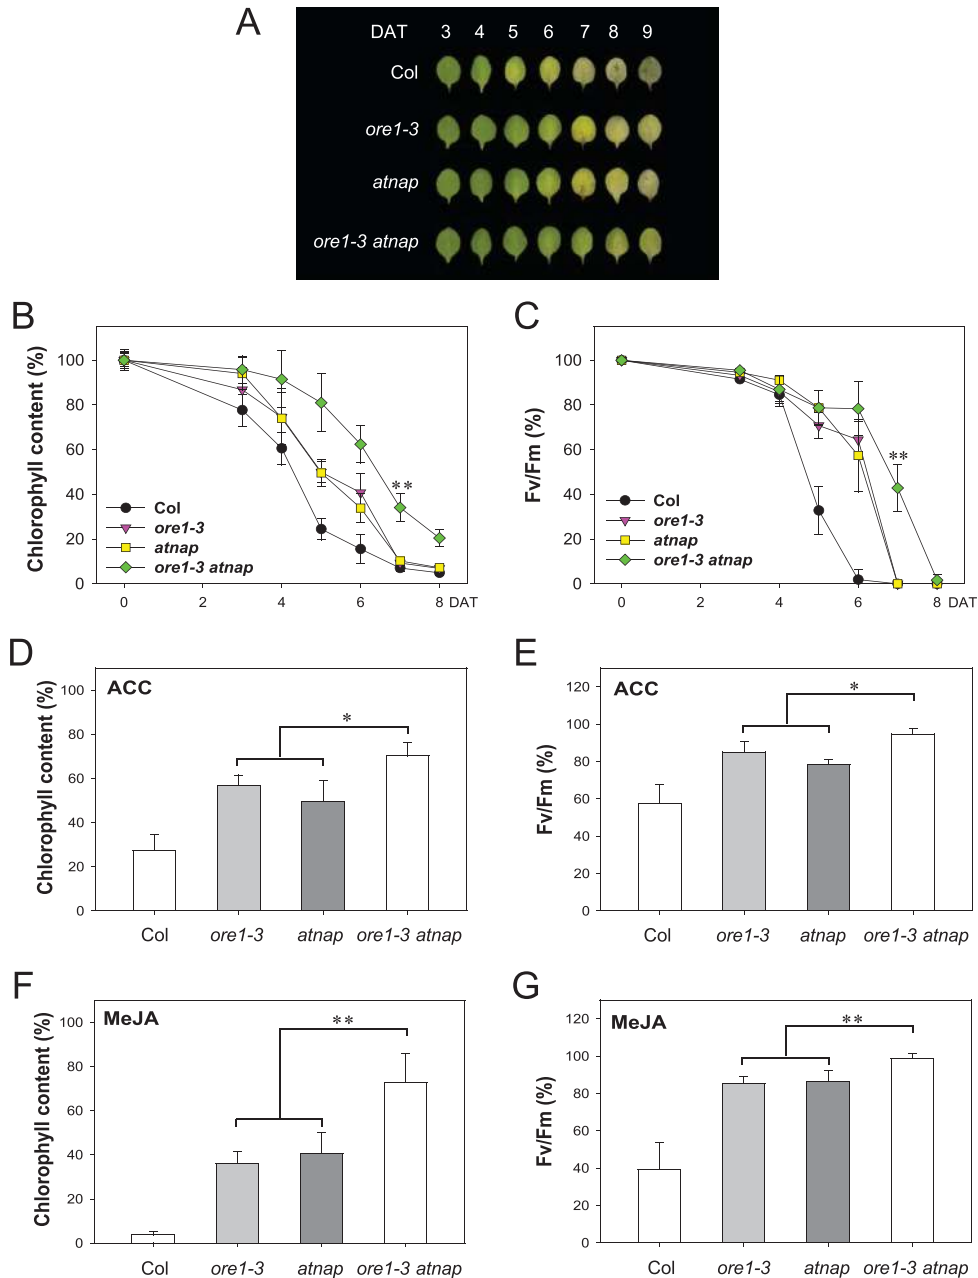 A
DAT 3 4 5 6 7 8 9
Col
ore1-3
atnap
ore1-3 atnap
B
Chlorophyll content (%)
100
80
60
40
20
0
**
Col
ore1-3
atnap
ore1-3 atnap
0 2 4 6 8 DAT
C
Fv/Fm (%)
100
80
60
40
20
0
**
Col
ore1-3
atnap
ore1-3 atnap
0 2 4 6 8 DAT
D
Chlorophyll content (%)
100
80
60
40
20
0
ACC
*
Col ore1-3 atnap ore1-3 atnap
E
Fv/Fm (%)
120
100
80
60
40
20
0
ACC
*
Col ore1-3 atnap ore1-3 atnap
F
Chlorophyll content (%)
100
80
60
40
20
0
MeJA
**
Col ore1-3 atnap ore1-3 atnap
G
Fv/Fm (%)
120
100
80
60
40
20
0
MeJA
**
Col ore1-3 atnap ore1-3 atnap